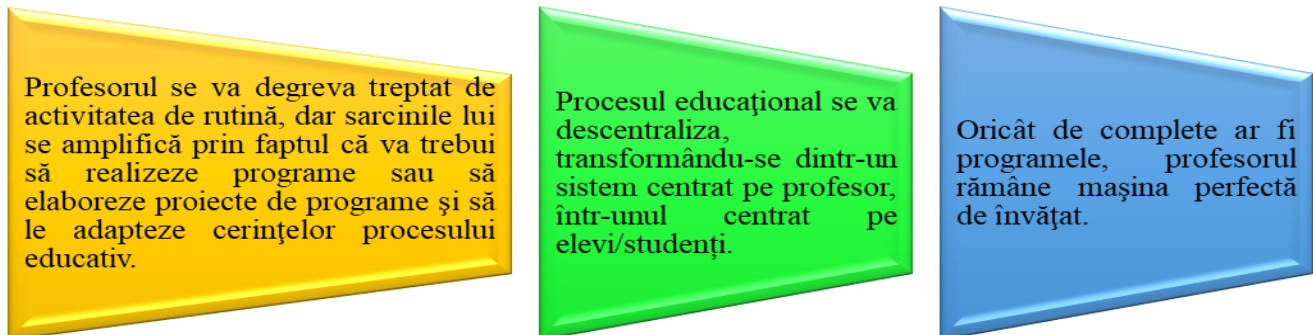 Profesorul se va degreva treptat de
activitatea de rutină, dar sarcinile lui
se amplifică prin faptul că va trebui
să realizeze programe sau să
elaboreze proiecte de programe şi să
le adapteze cerinţelor procesului
educativ.
Procesul educaţional se va
descentraliza,
transformându-se dintr-un
sistem centrat pe profesor,
într-unul centrat pe
elevi/studenți.
Oricât de complete ar fi
programele, profesorul
rămâne maşina perfectă
de învăţat.